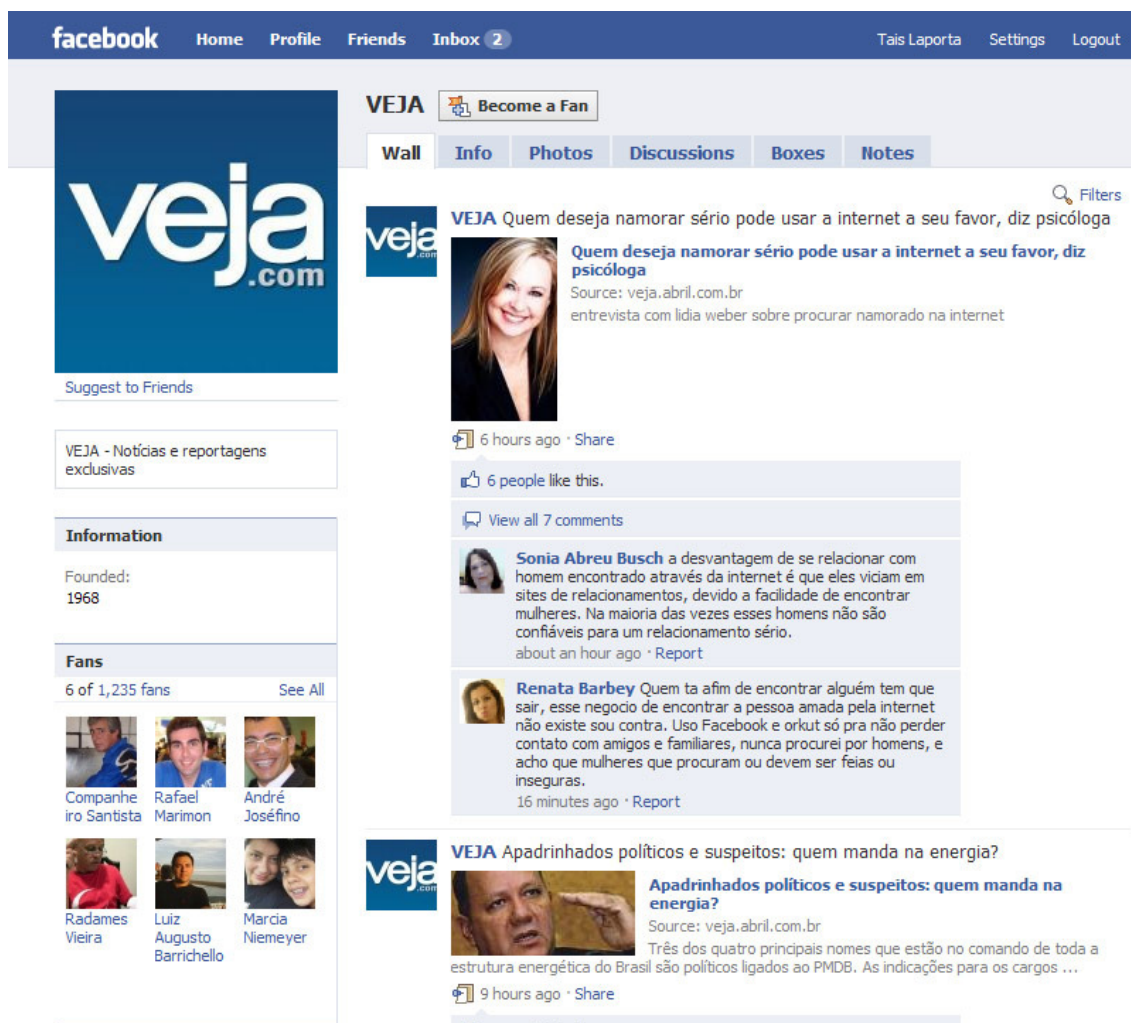 facebook Home Profile Friends Inbox 2 Tais Laporta Settings Logout
veja
.com
Suggest to Friends
VEJA - Notícias e reportagens
exclusivas
Information
Founded:
1968
Fans
6 of 1,235 fans See All
Companhe
iro Santista
Rafael
Marimon
André
Joséfino
Radames
Vieira
Luiz
Augusto
Barrichello
Marcia
Niemeyer
VEJA Become a Fan
Wall Info Photos Discussions Boxes Notes
Filters
veja
.com
VEJA Quem deseja namorar sério pode usar a internet a seu favor, diz psicóloga
Quem deseja namorar sério pode usar a internet a seu favor, diz
psicóloga
Source: veja.abril.com.br
entrevista com lidia weber sobre procurar namorado na internet
6 hours ago · Share
6 people like this.
View all 7 comments
Sonia Abreu Busch a desvantagem de se relacionar com
homem encontrado através da internet é que eles viciam em
sites de relacionamentos, devido a facilidade de encontrar
mulheres. Na maioria das vezes esses homens não são
confiáveis para um relacionamento sério.
about an hour ago · Report
Renata Barbey Quem ta afim de encontrar alguém tem que
sair, esse negocio de encontrar a pessoa amada pela internet
não existe sou contra. Uso Facebook e orkut só pra não perder
contato com amigos e familiares, nunca procurei por homens, e
acho que mulheres que procuram ou devem ser feias ou
inseguras.
16 minutes ago · Report
veja
.com
VEJA Apadrinhados políticos e suspeitos: quem manda na energia?
Apadrinhados políticos e suspeitos: quem manda na
energia?
Source: veja.abril.com.br
Três dos quatro principais nomes que estão no comando de toda a
estrutura energética do Brasil são políticos ligados ao PMDB. As indicações para os cargos ...
9 hours ago · Share